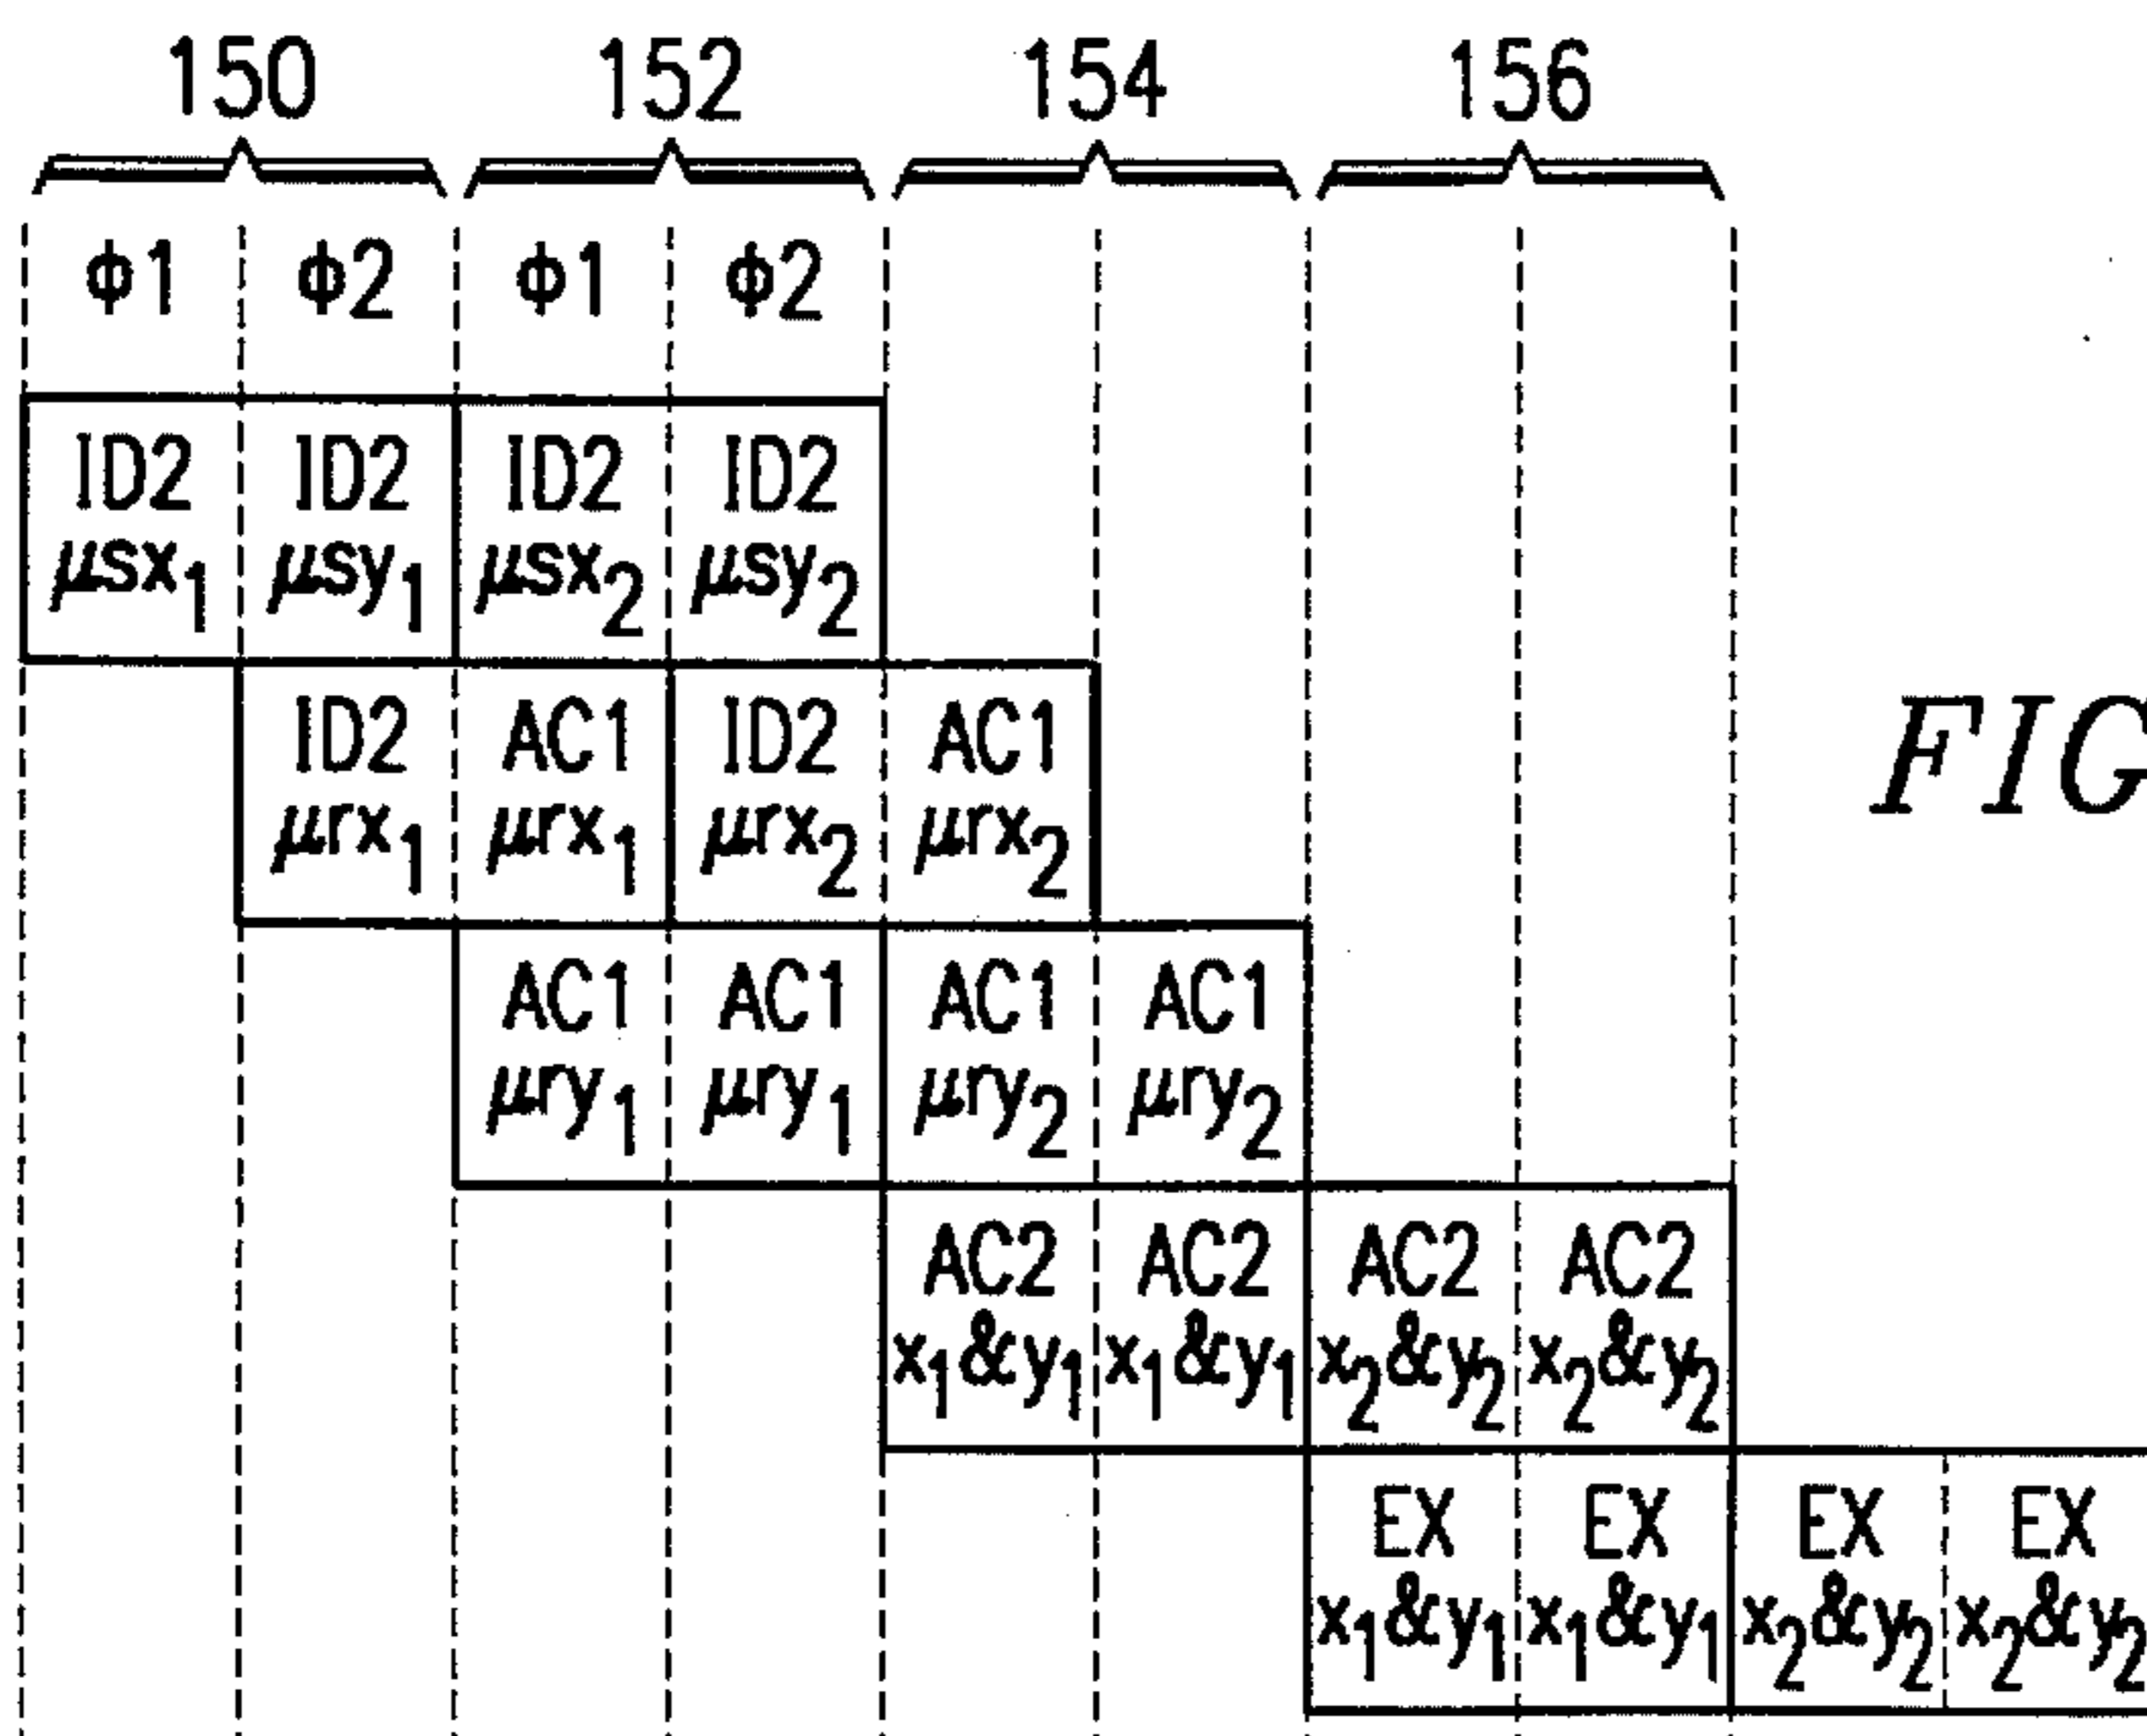 150 152 154 156
ϕ1 ϕ2 ϕ1 ϕ2
ID2 ID2 ID2 ID2
μsx₁ μsy₁ μsx₂ μsy₂
ID2 AC1 ID2 AC1
μrx₁ μrx₁ μrx₂ μrx₂
FIG
AC1 AC1 AC1 AC1
μry₁ μry₁ μry₂ μry₂
AC2 AC2 AC2 AC2
x₁&y₁ x₁&y₁ x₂&y₂ x₂&y₂
EX EX EX EX
x₁&y₁ x₁&y₁ x₂&y₂ x₂&y₂